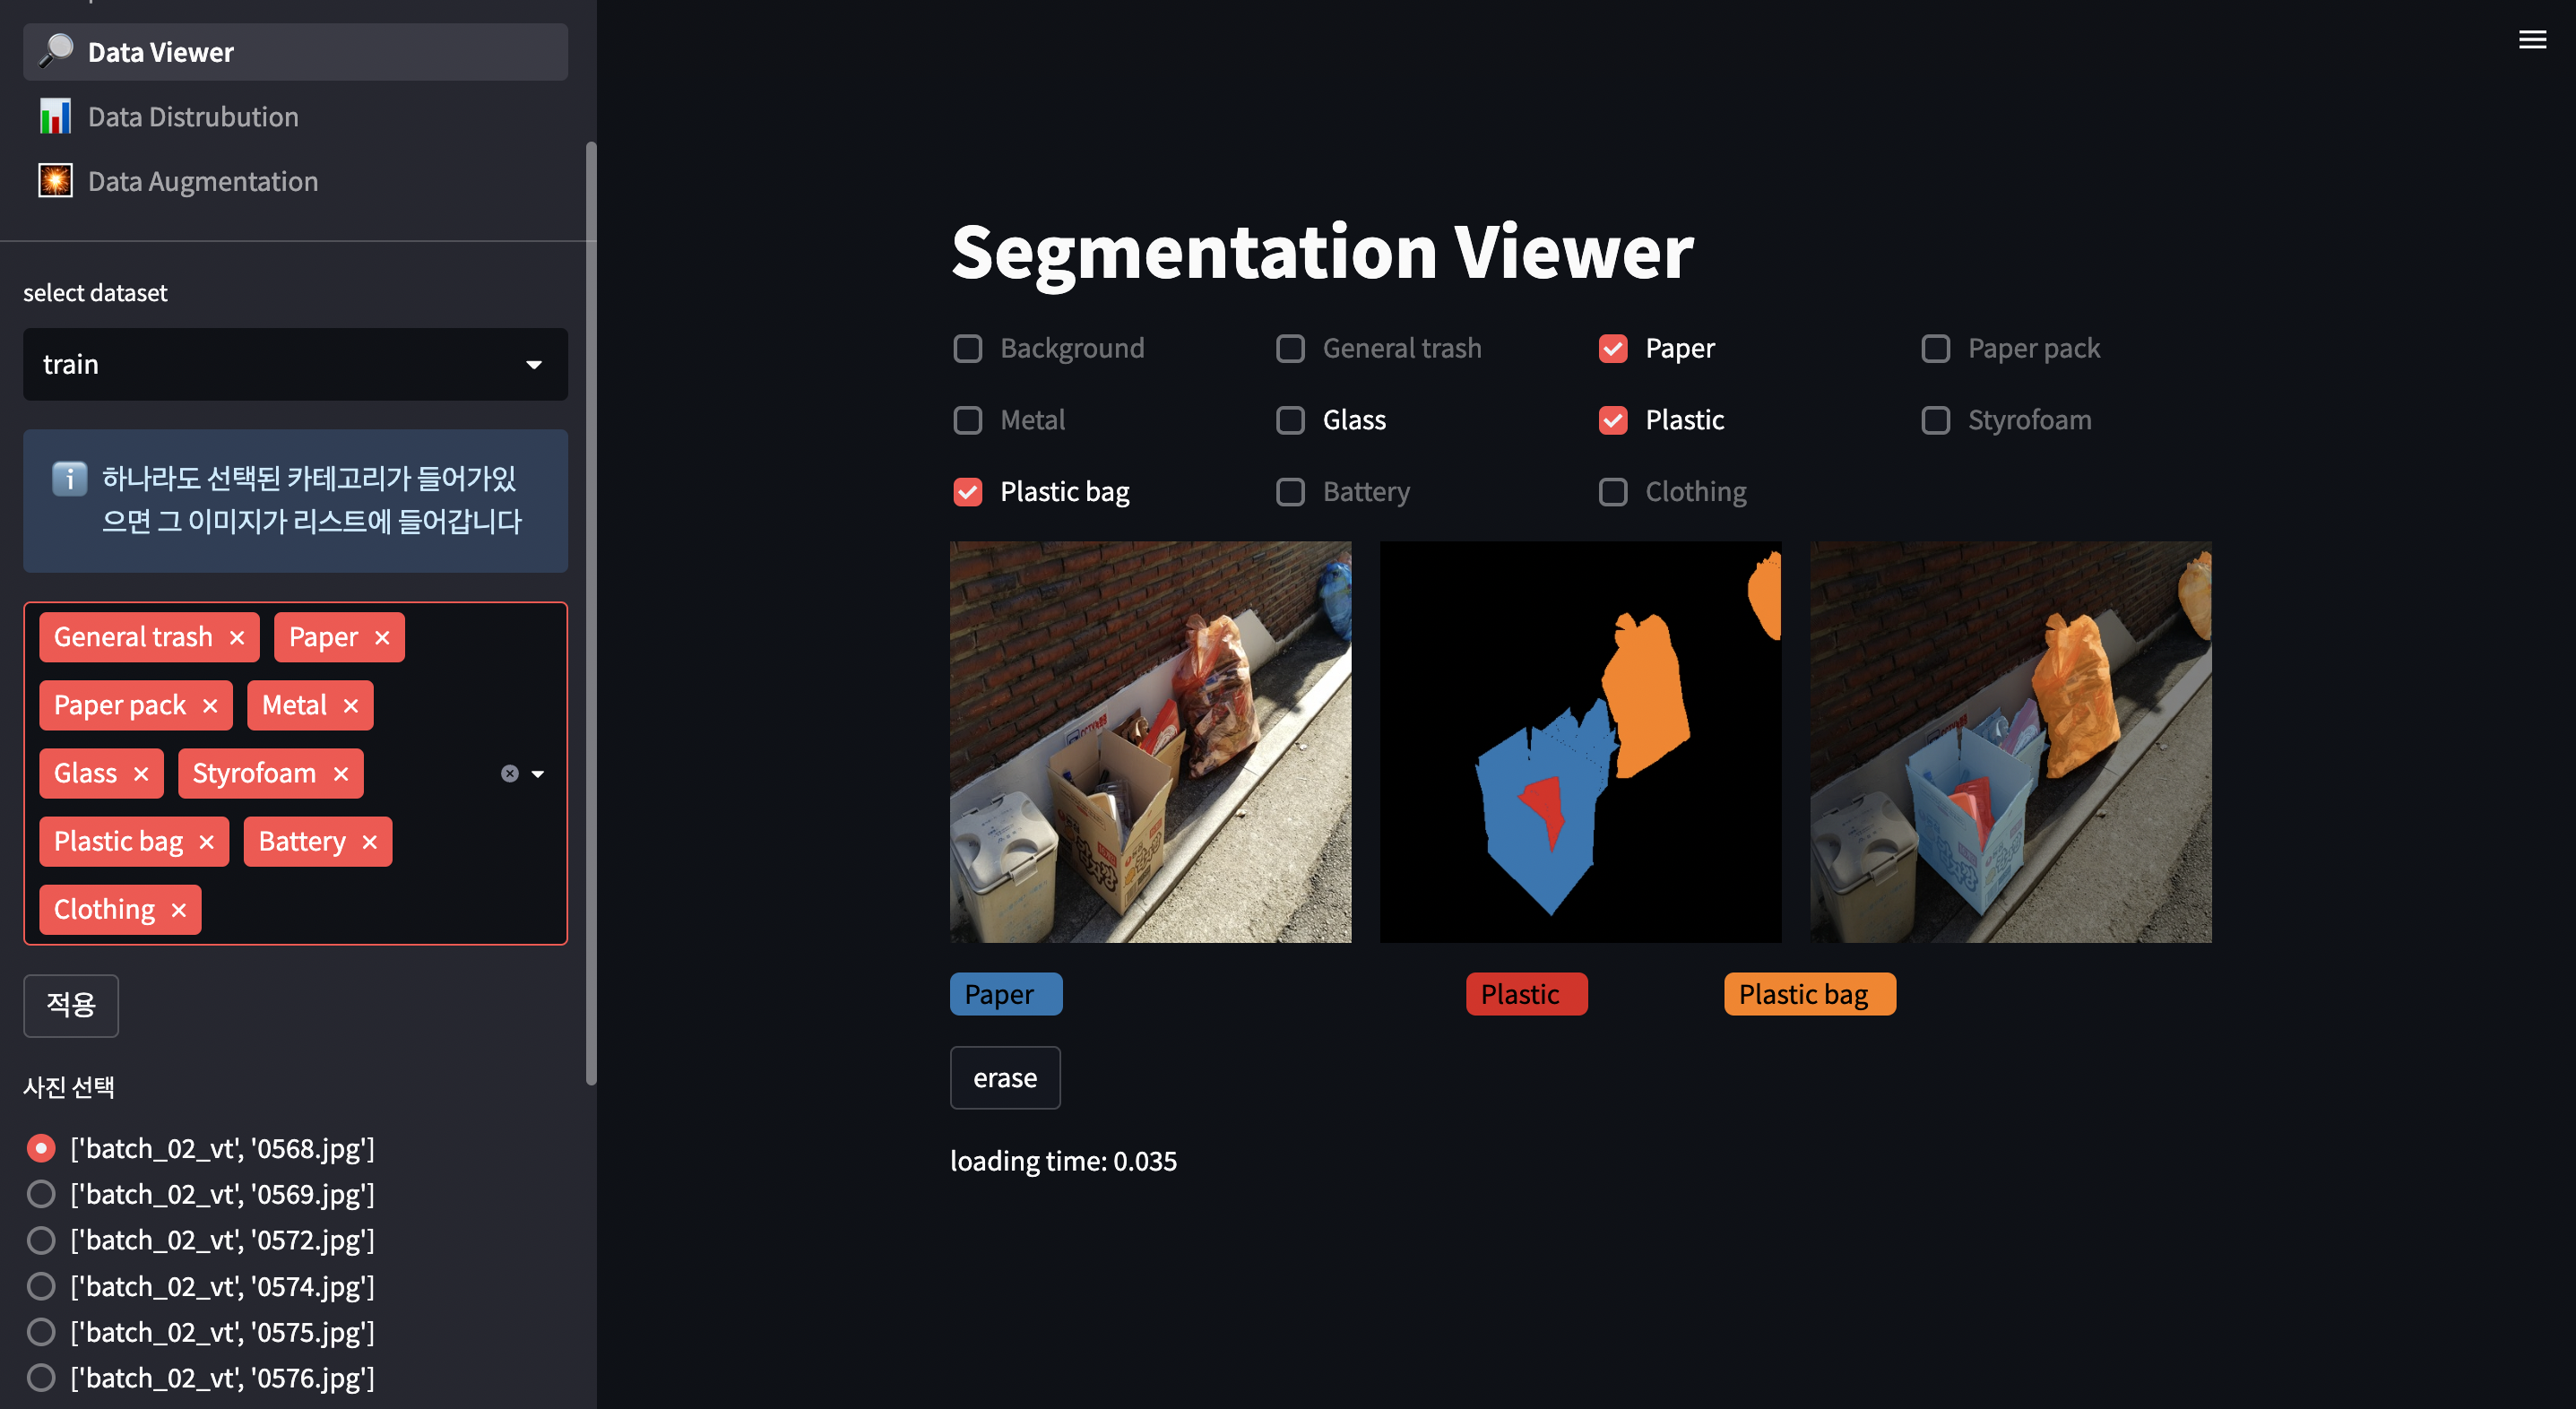 Data Viewer
Data Distrubution
Data Augmentation
select dataset
train
하나라도 선택된 카테고리가 들어가있
으면 그 이미지가 리스트에 들어갑니다
General trash
Paper
Paper pack
Metal
Glass
Styrofoam
Plastic bag
Battery
Clothing
적용
사진 선택
['batch_02_vt', '0568.jpg']
['batch_02_vt', '0569.jpg']
['batch_02_vt', '0572.jpg']
['batch_02_vt', '0574.jpg']
['batch_02_vt', '0575.jpg']
['batch_02_vt', '0576.jpg']
Segmentation Viewer
Background
General trash
Paper
Paper pack
Metal
Glass
Plastic
Styrofoam
Plastic bag
Battery
Clothing
Paper
Plastic
Plastic bag
erase
loading time: 0.035